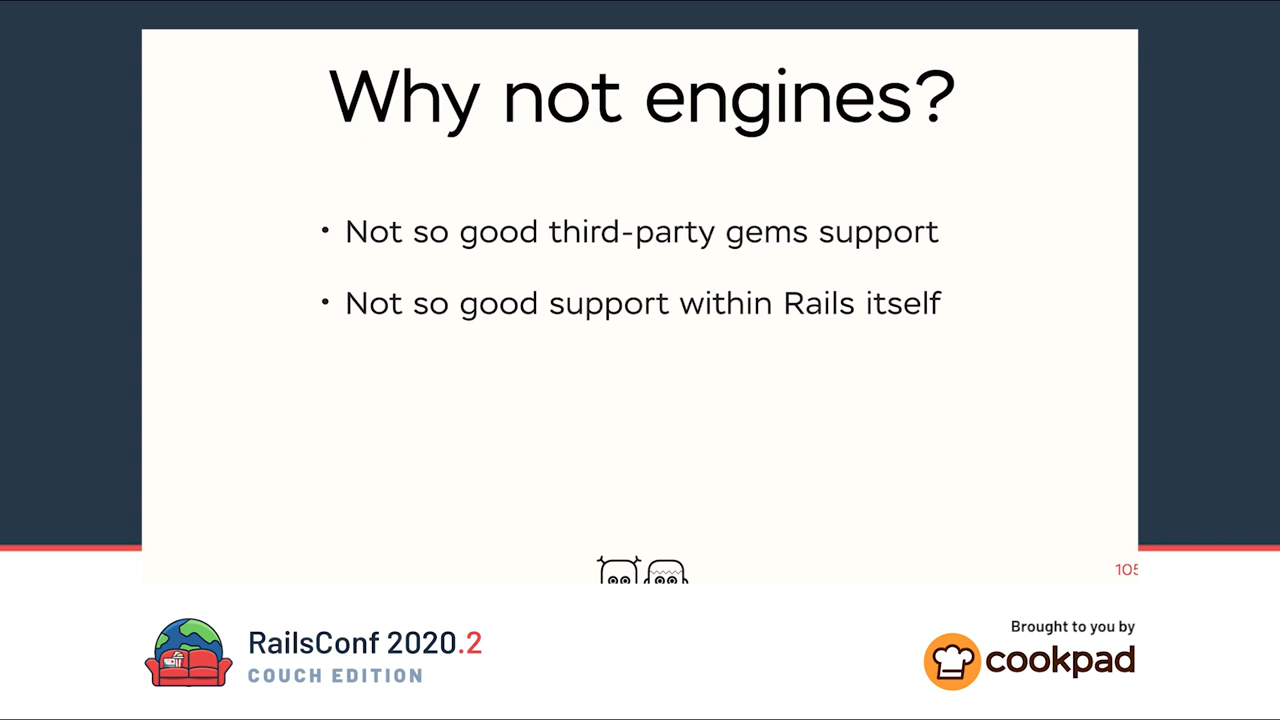 Why not engines?
• Not so good third-party gems support
• Not so good support within Rails itself
105
RailsConf 2020.2
COUCH EDITION
Brought to you by
cookpad